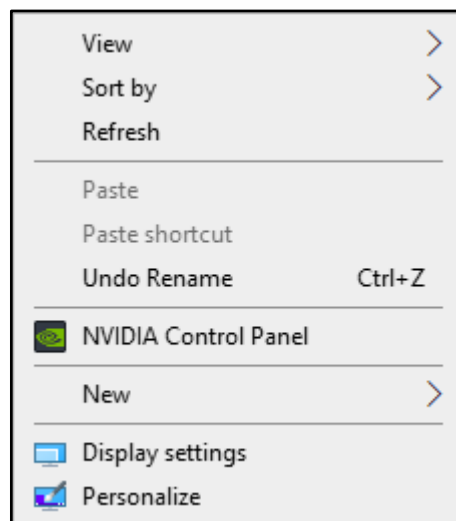 View
Sort by
Refresh
Paste
Paste shortcut
Undo Rename Ctrl+Z
NVIDIA Control Panel
New
Display settings
Personalize